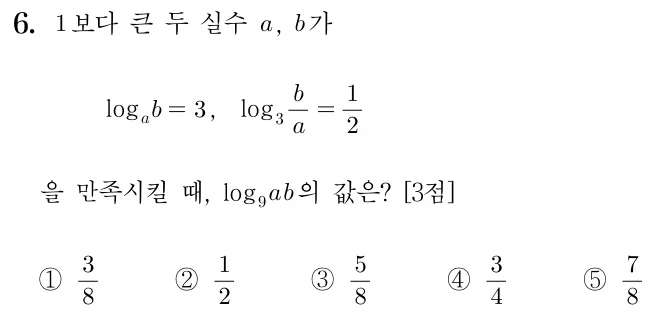 6. 1보다 큰 두 실수 a, b가
log_a b = 3, log_3 b/a = 1/2
을 만족시킬 때, log_9 ab의 값은? [3점]
① 3/8 ② 1/2 ③ 5/8 ④ 3/4 ⑤ 7/8